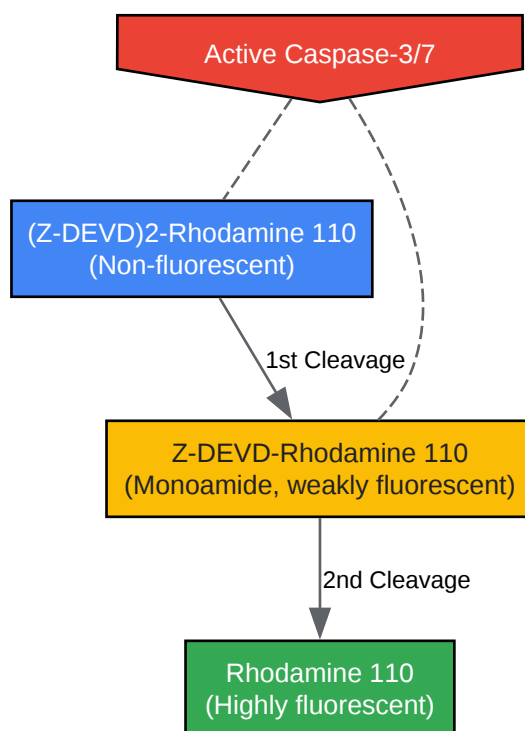 Active Caspase-3/7
(Z-DEVD)2-Rhodamine 110
(Non-fluorescent)
1st Cleavage
Z-DEVD-Rhodamine 110
(Monoamide, weakly fluorescent)
2nd Cleavage
Rhodamine 110
(Highly fluorescent)